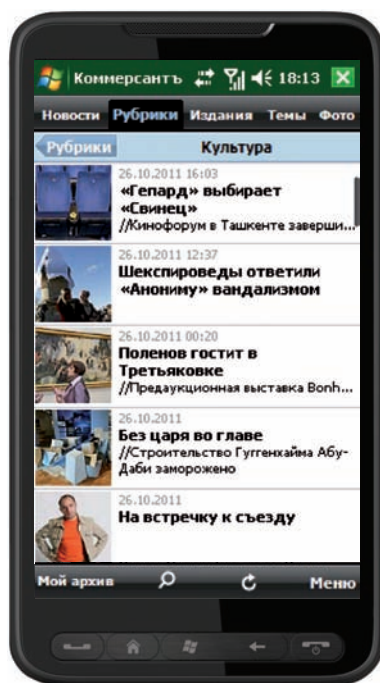 Коммерсантъ 18:13
Новости Рубрики Издания Темы Фото
Рубрики Культура
26.10.2011 16:03
«Гепард» выбирает
«Свинец»
//Кинофорум в Ташкенте заверши...
26.10.2011 12:37
Шекспироведы ответили
«Анониму» вандализмом
26.10.2011 00:20
Поленов гостит в
Третьяковке
//Предаукционная выставка Bonh...
26.10.2011
Без царя во главе
//Строительство Гуггенхайма Абу-
Даби заморожено
26.10.2011
На встречку к съезду
Мой архив Меню